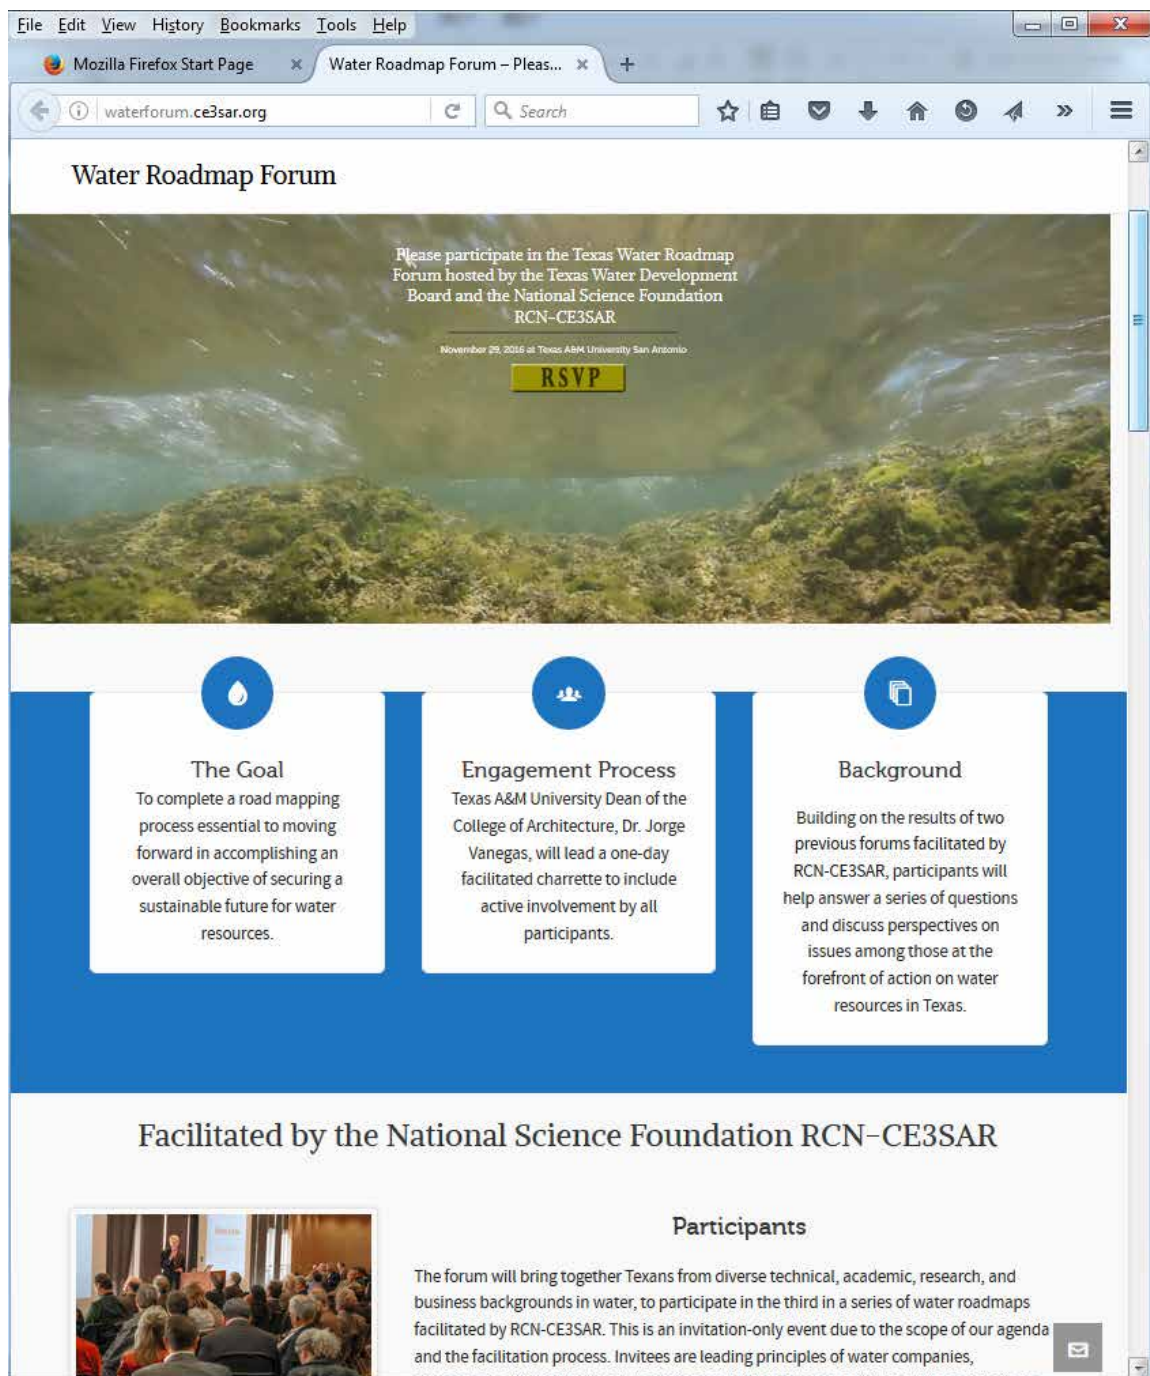 File Edit View History Bookmarks Tools Help
Mozilla Firefox Start Page
Water Roadmap Forum – Pleas...
waterforum.ce3sar.org
Search
Water Roadmap Forum
Please participate in the Texas Water Roadmap
Forum hosted by the Texas Water Development
Board and the National Science Foundation
RCN-CE3SAR
November 29, 2016 at Texas A&M University San Antonio
RSVP
The Goal
To complete a road mapping
process essential to moving
forward in accomplishing an
overall objective of securing a
sustainable future for water
resources.
Engagement Process
Texas A&M University Dean of the
College of Architecture, Dr. Jorge
Vanegas, will lead a one-day
facilitated charrette to include
active involvement by all
participants.
Background
Building on the results of two
previous forums facilitated by
RCN-CE3SAR, participants will
help answer a series of questions
and discuss perspectives on
issues among those at the
forefront of action on water
resources in Texas.
Facilitated by the National Science Foundation RCN-CE3SAR
Participants
The forum will bring together Texans from diverse technical, academic, research, and
business backgrounds in water, to participate in the third in a series of water roadmaps
facilitated by RCN-CE3SAR. This is an invitation-only event due to the scope of our agenda
and the facilitation process. Invitees are leading principles of water companies,